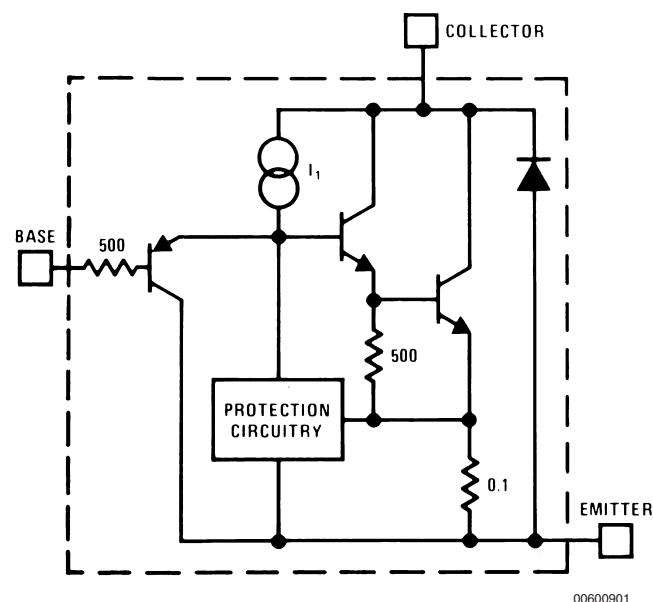 COLLECTOR
I₁
BASE
500
500
PROTECTION
CIRCUITRY
0.1
EMITTER
00600901